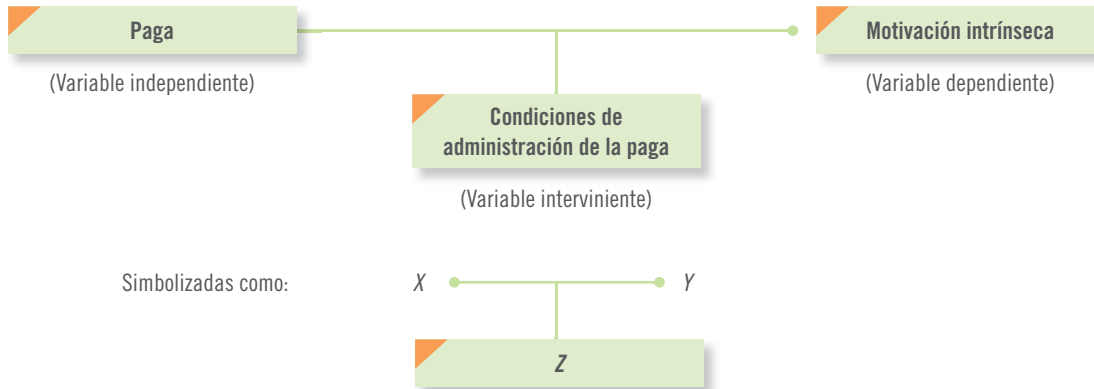 Paga
Motivación intrínseca
(Variable independiente)
(Variable dependiente)
Condiciones de
administración de la paga
(Variable interviniente)
Simbolizadas como:
X
Y
Z